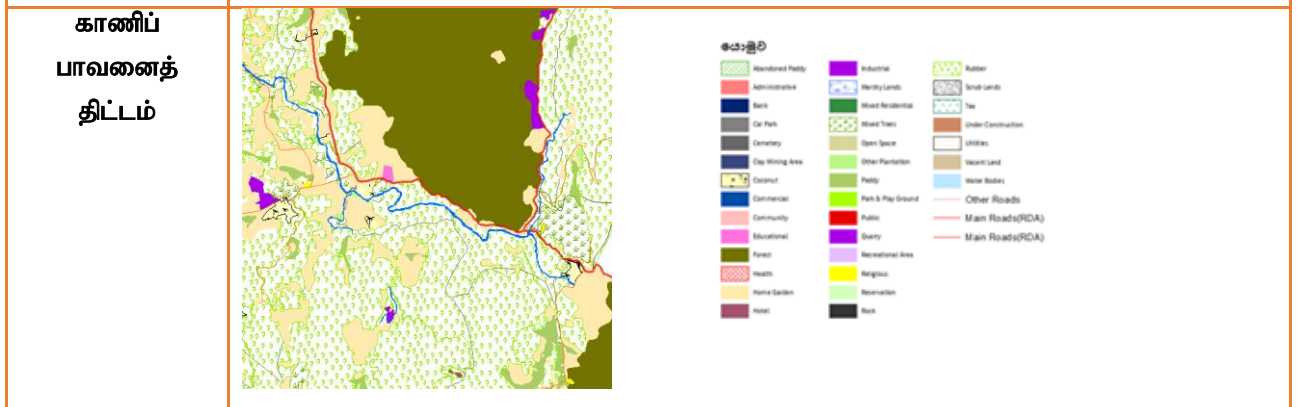 காணிப்
பாவனைத்
திட்டம்
යොමුව
Abandoned Paddy
Administrative
Bank
Car Park
Cemetery
Clay Mining Area
Coconut
Commercial
Community
Educational
Forest
Health
Home Garden
Hotel
Industrial
Marshy Lands
Mixed Residential
Mixed Trees
Open Space
Other Plantation
Paddy
Park & Play Ground
Public
Quarry
Recreational Area
Religious
Reservation
Rock
Rubber
Scrub Lands
Tea
Under Construction
Utilities
Vacant Land
Water Bodies
Other Roads
Main Roads(RDA)
Main Roads(RDA)